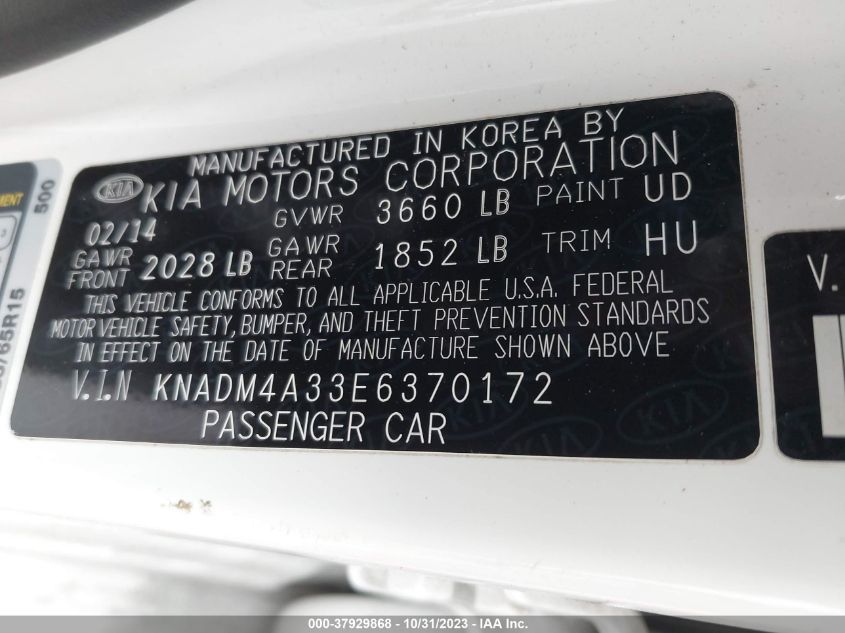 MANUFACTURED IN KOREA BY
KIA KIA MOTORS CORPORATION
02/14 GVWR 3660 LB PAINT UD
GAWR FRONT 2028 LB GAWR REAR 1852 LB TRIM HU
THIS VEHICLE CONFORMS TO ALL APPLICABLE U.S.A. FEDERAL
MOTOR VEHICLE SAFETY, BUMPER, AND THEFT PREVENTION STANDARDS
IN EFFECT ON THE DATE OF MANUFACTURE SHOWN ABOVE
V.I.N KNADM4A33E6370172
PASSENGER CAR
500
/65R15
V.
000-37929868 - 10/31/2023 - IAA Inc.